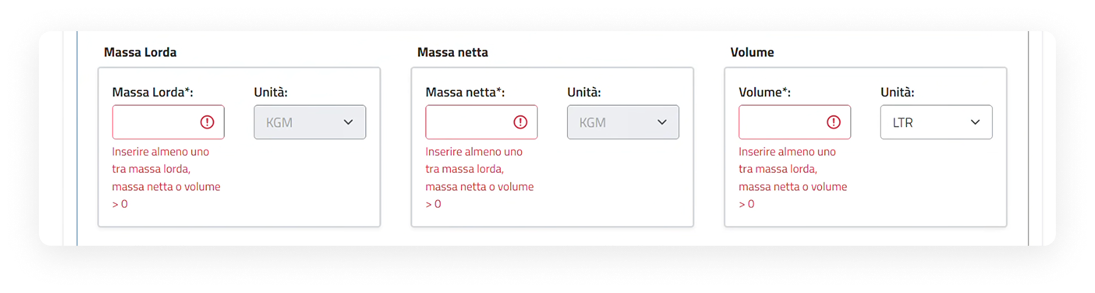 Massa Lorda
Massa netta
Volume
Massa Lorda*:
Unità:
Massa netta*:
Unità:
Volume*:
Unità:
KGM
KGM
LTR
Inserire almeno uno
tra massa lorda,
massa netta o volume
> 0
Inserire almeno uno
tra massa lorda,
massa netta o volume
> 0
Inserire almeno uno
tra massa lorda,
massa netta o volume
> 0